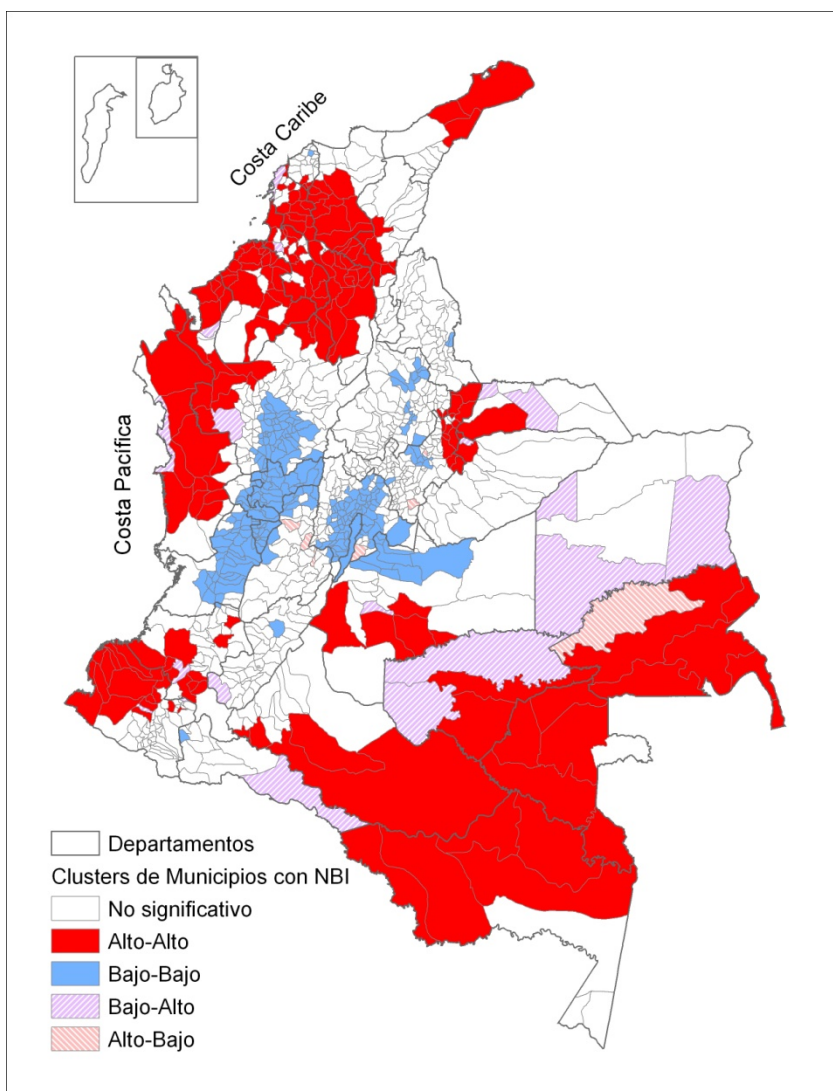 Costa Caribe
Costa Pacífica
Departamentos
Clusters de Municipios con NBI
No significativo
Alto-Alto
Bajo-Bajo
Bajo-Alto
Alto-Bajo